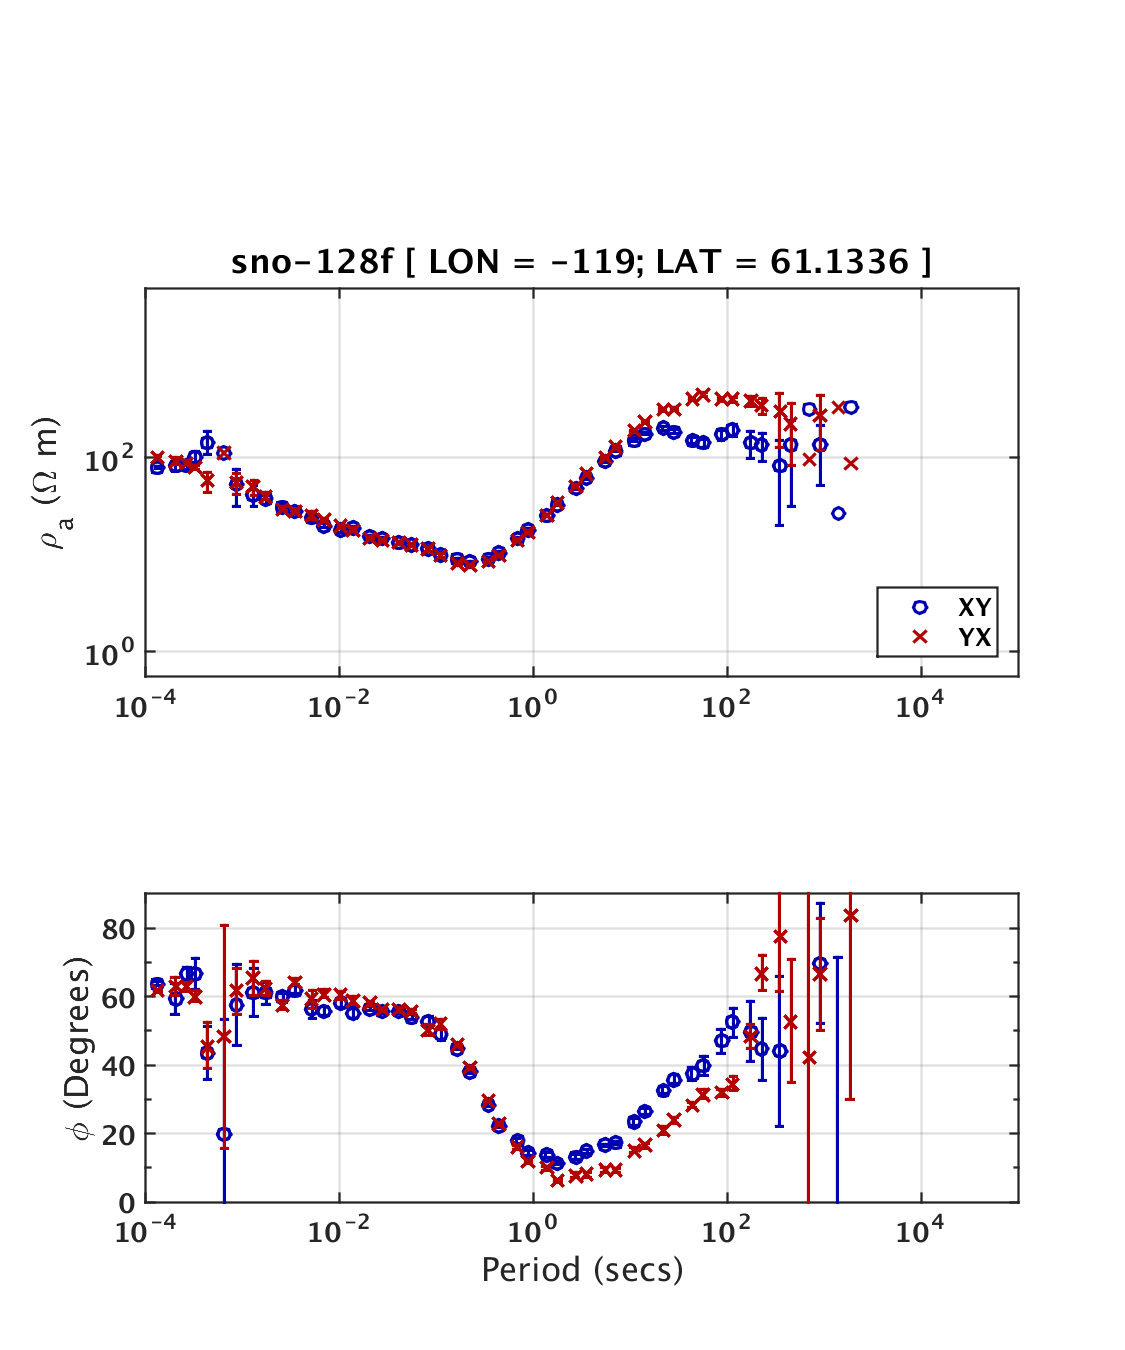 sno-128f [ LON = -119; LAT = 61.1336 ]
ρa (Ω m)
10^2
10^0
XY
YX
10^-4 10^-2 10^0 10^2 10^4
φ (Degrees)
80
60
40
20
0
10^-4 10^-2 10^0 10^2 10^4
Period (secs)